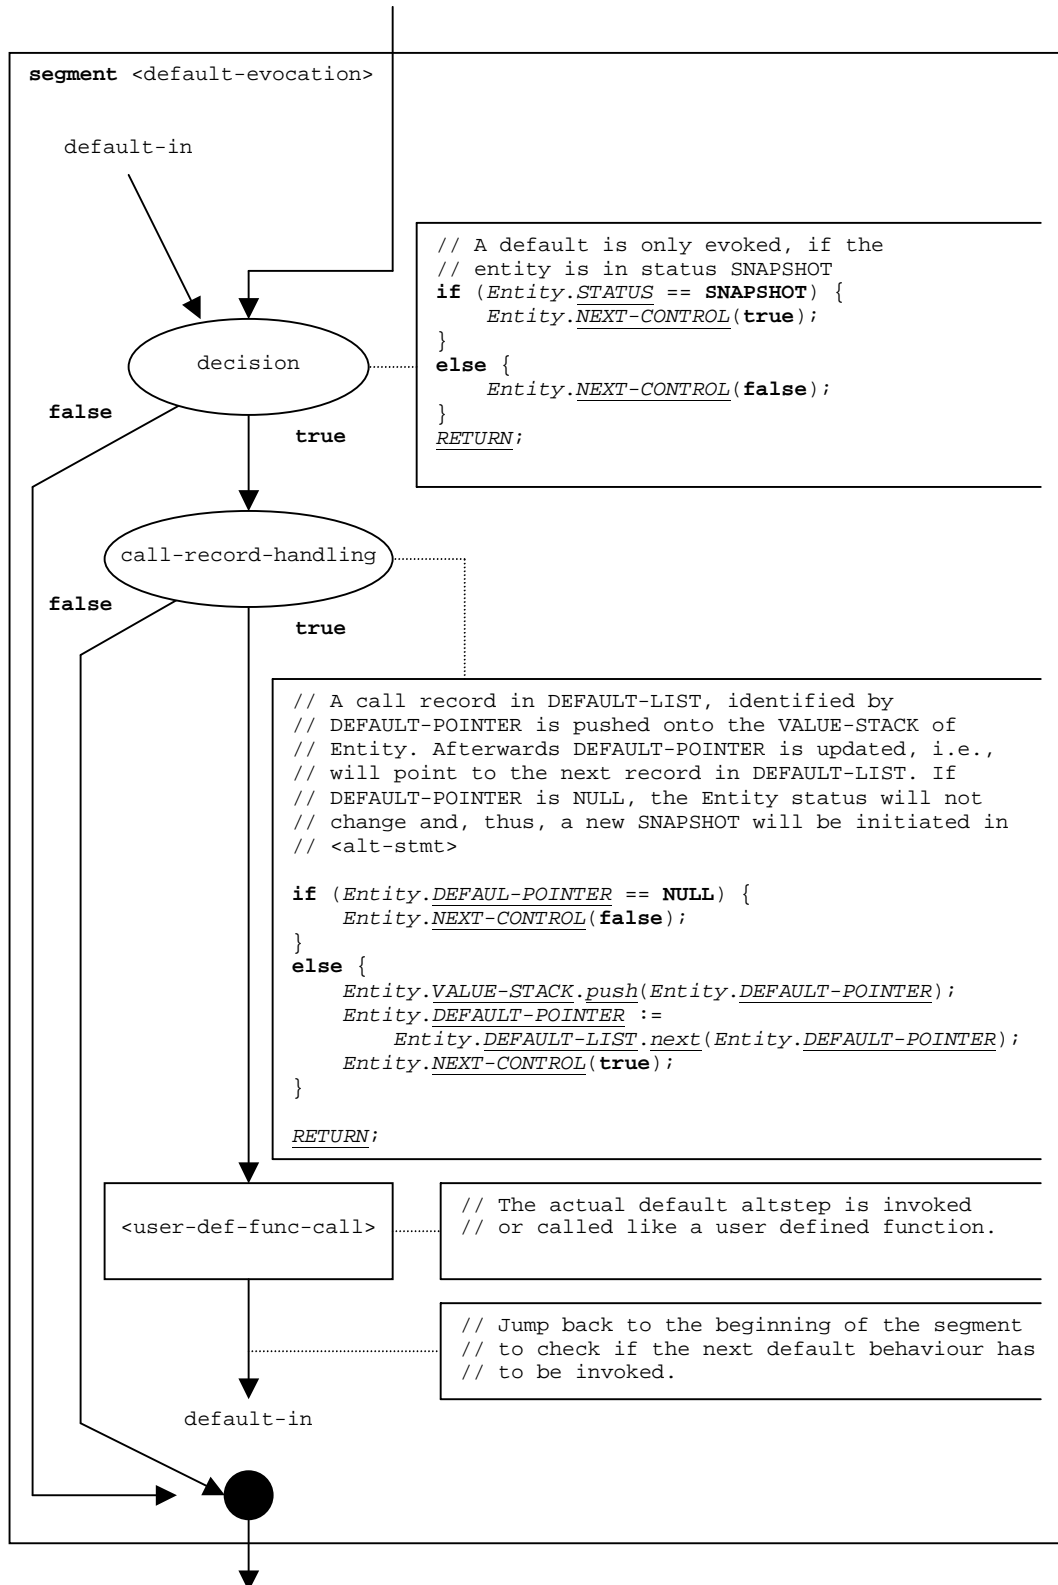 segment <default-evocation>
default-in
// A default is only evoked, if the
// entity is in status SNAPSHOT
if (Entity.STATUS == SNAPSHOT) {
    Entity.NEXT-CONTROL(true);
}
else {
    Entity.NEXT-CONTROL(false);
}
RETURN;
decision
false
true
call-record-handling
false
true
// A call record in DEFAULT-LIST, identified by
// DEFAULT-POINTER is pushed onto the VALUE-STACK of
// Entity. Afterwards DEFAULT-POINTER is updated, i.e.,
// will point to the next record in DEFAULT-LIST. If
// DEFAULT-POINTER is NULL, the Entity status will not
// change and, thus, a new SNAPSHOT will be initiated in
// <alt-stmt>
if (Entity.DEFAUL-POINTER == NULL) {
    Entity.NEXT-CONTROL(false);
}
else {
    Entity.VALUE-STACK.push(Entity.DEFAULT-POINTER);
    Entity.DEFAULT-POINTER :=
        Entity.DEFAULT-LIST.next(Entity.DEFAULT-POINTER);
    Entity.NEXT-CONTROL(true);
}
RETURN;
<user-def-func-call>
// The actual default altstep is invoked
// or called like a user defined function.
// Jump back to the beginning of the segment
// to check if the next default behaviour has
// to be invoked.
default-in